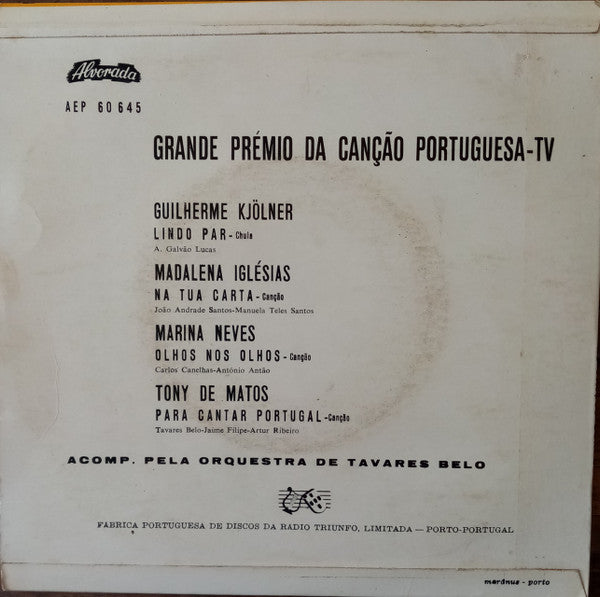 Alvorada
AEP 60 645
GRANDE PRÉMIO DA CANÇÃO PORTUGUESA-TV
GUILHERME KJÖLNER
LINDO PAR - Chula
A. Galvão Lucas
MADALENA IGLÉSIAS
NA TUA CARTA - Canção
João Andrade Santos-Manuela Teles Santos
MARINA NEVES
OLHOS NOS OLHOS - Canção
Carlos Canelhas-António Antão
TONY DE MATOS
PARA CANTAR PORTUGAL - Canção
Tavares Belo-Jaime Filipe-Artur Ribeiro
ACOMP. PELA ORQUESTRA DE TAVARES BELO
FÁBRICA PORTUGUESA DE DISCOS DA RÁDIO TRIUNFO, LIMITADA — PORTO-PORTUGAL
mardnus - porto